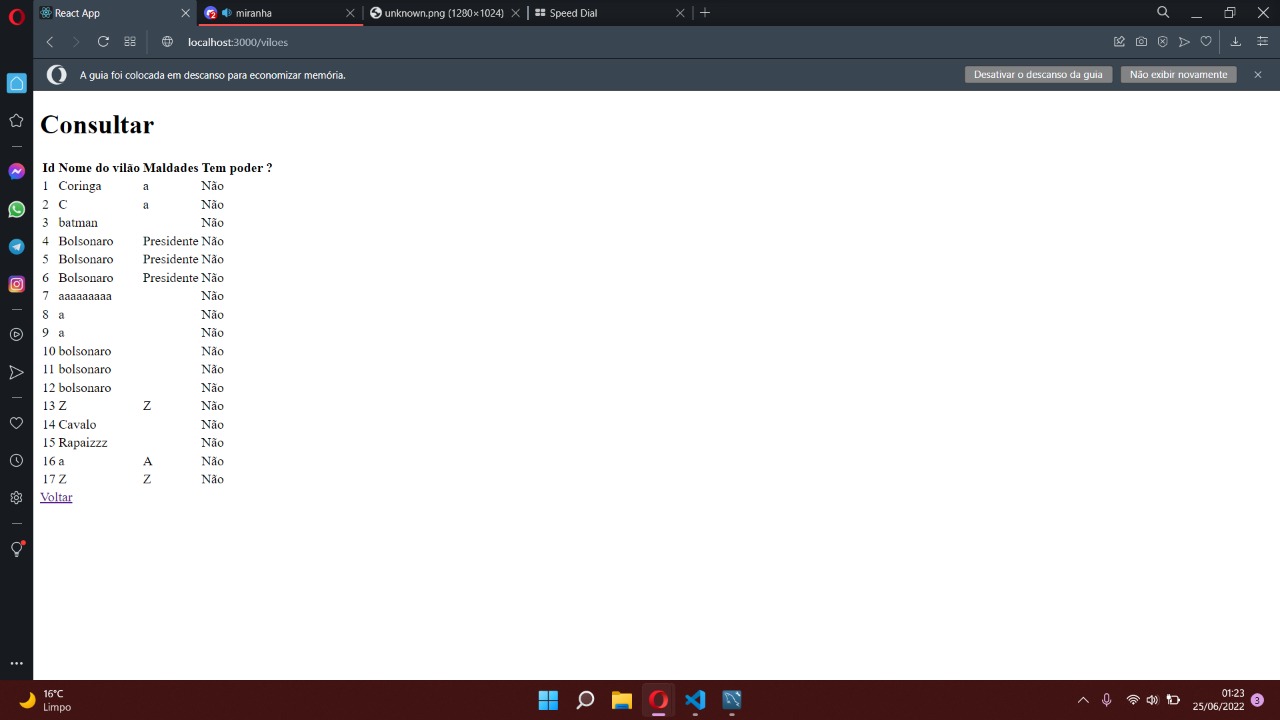 React App
miranha
unknown.png (1280×1024)
Speed Dial
localhost:3000/viloes
A guia foi colocada em descanso para economizar memória.
Desativar o descanso da guia
Não exibir novamente
Consultar
Id Nome do vilão Maldades Tem poder ?
1 Coringa a Não
2 C a Não
3 batman Não
4 Bolsonaro Presidente Não
5 Bolsonaro Presidente Não
6 Bolsonaro Presidente Não
7 aaaaaaaaa Não
8 a Não
9 a Não
10 bolsonaro Não
11 bolsonaro Não
12 bolsonaro Não
13 Z Z Não
14 Cavalo Não
15 Rapaizzz Não
16 a A Não
17 Z Z Não
Voltar
16°C
Limpo
01:23
25/06/2022
3